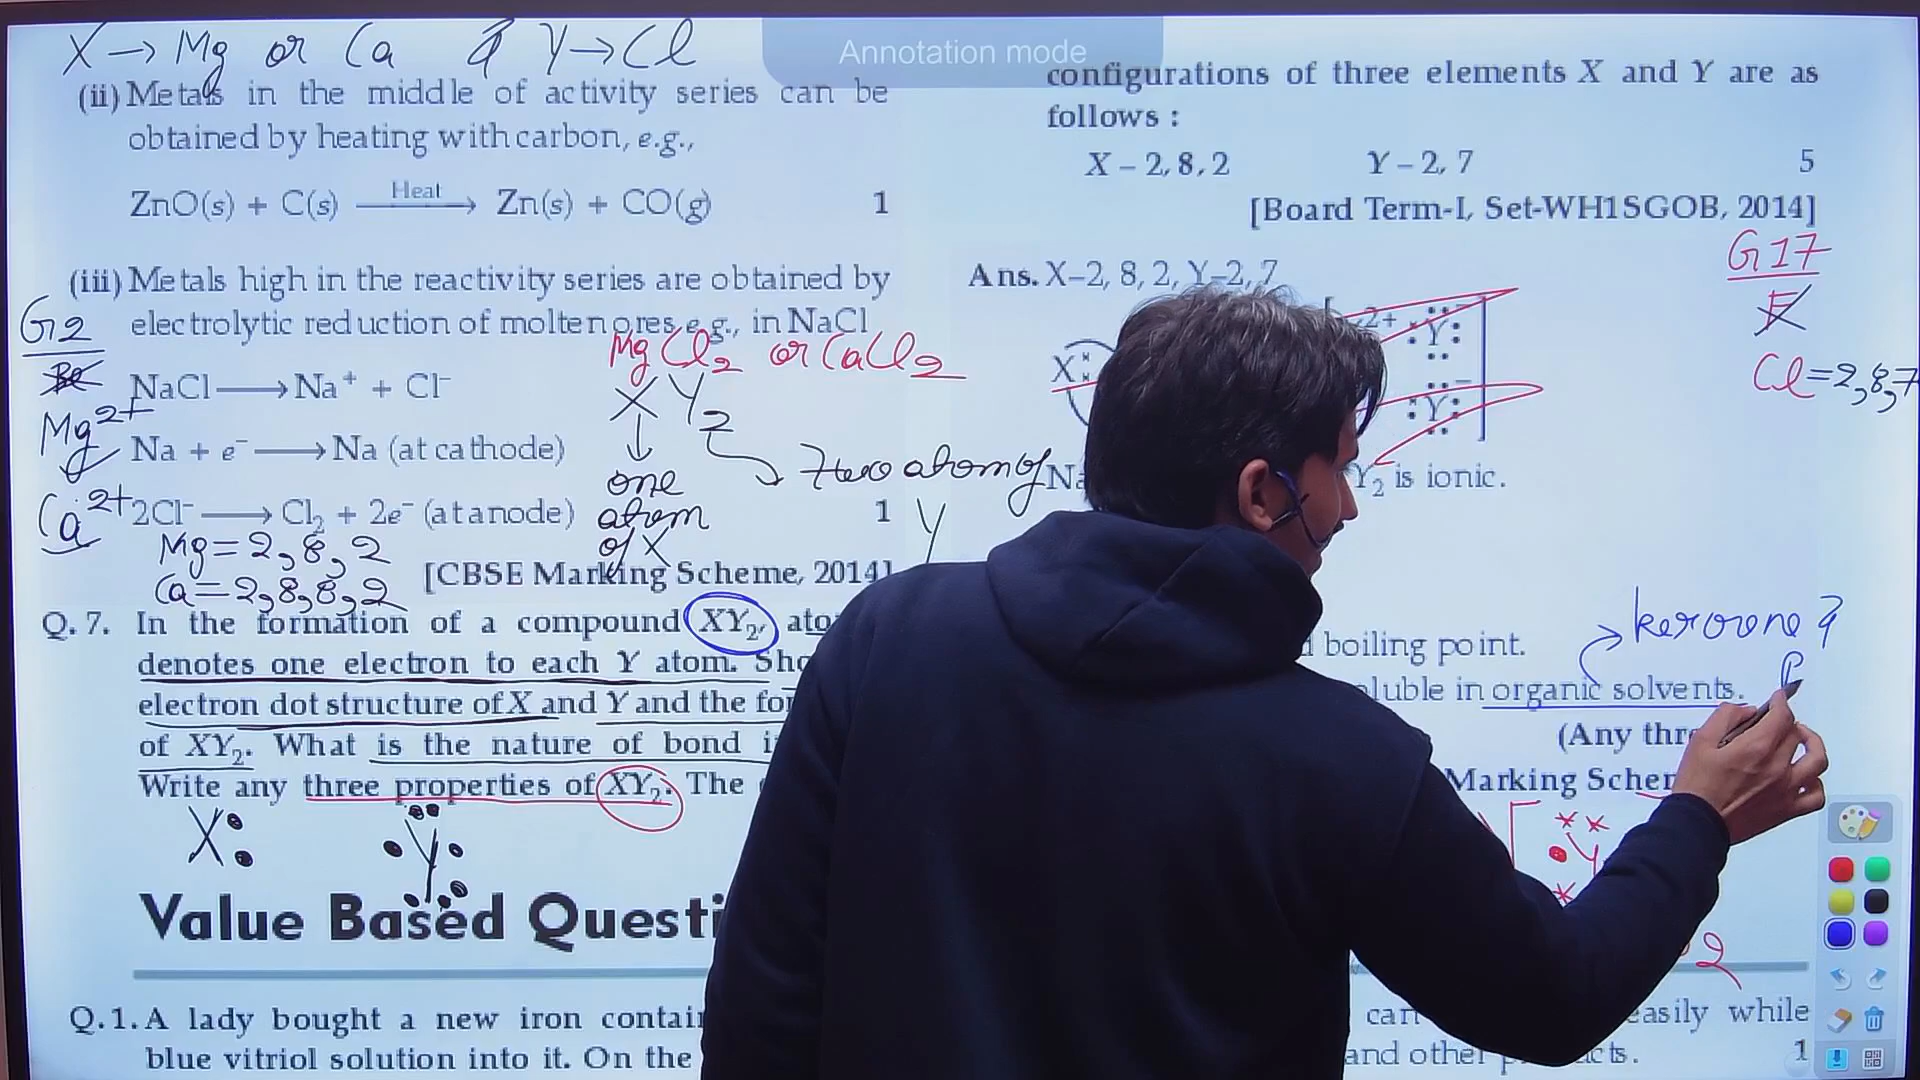 Annotation mode
X → Mg or Ca & Y → Cl
(ii) Metals in the middle of activity series can be
obtained by heating with carbon, e.g.,
ZnO(s) + C(s) —Heat→ Zn(s) + CO(g) 1
(iii) Metals high in the reactivity series are obtained by
electrolytic reduction of molten ores e.g., in NaCl
G2
Be
MgCl2 or CaCl2
NaCl → Na⁺ + Cl⁻
Mg2+
XY2
Na + e⁻ → Na (at cathode)
two atom of
Y
one
atom
of X
Ca2+
2Cl⁻ → Cl₂ + 2e⁻ (at anode) 1
Mg = 2,8,2
Ca = 2,8,8,2
[CBSE Marking Scheme, 2014]
Q. 7. In the formation of a compound XY₂,
denotes one electron to each Y atom.
electron dot structure of X and Y and the
of XY₂. What is the nature of bond
Write any three properties of XY₂. The
X
Y
Value Based
Q. 1. A lady bought a new iron
blue vitriol solution into it. On the
configurations of three elements X and Y are as
follows :
X – 2, 8, 2 Y – 2, 7 5
[Board Term-I, Set-WH1SGOB, 2014]
G17
F
Cl = 2,8,7
Ans. X–2, 8, 2, Y–2, 7
X
2+
Y
Y
Y₂ is ionic.
boiling point.
in organic solvents.
(Any
Marking
Y
2
can easily while
and other 1